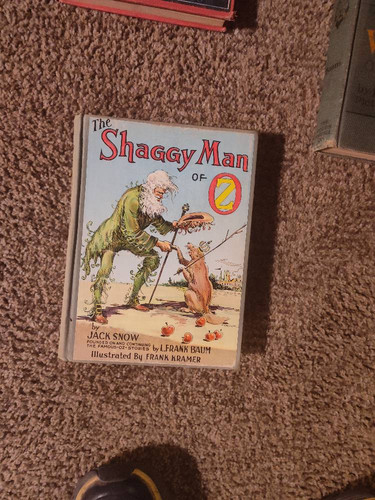 The
Shaggy Man
OF OZ
by
JACK SNOW
FOUNDED ON AND CONTINUING
THE FAMOUS OZ STORIES by L. FRANK BAUM
Illustrated By FRANK KRAMER